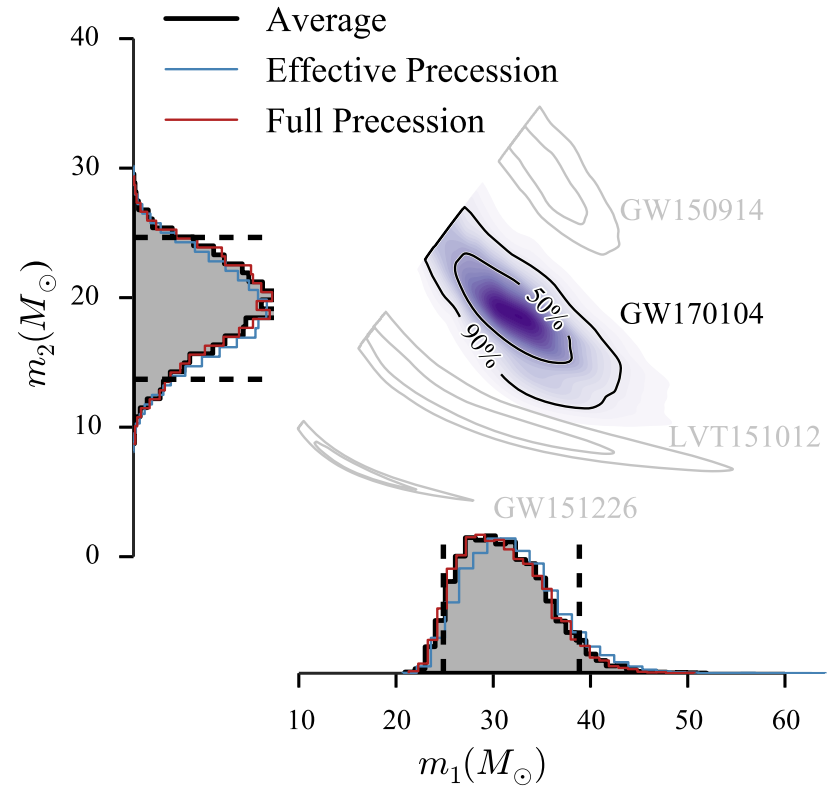 Average
Effective Precession
Full Precession
40
30
20
10
0
m₂(M⊙)
GW150914
GW170104
50%
90%
LVT151012
GW151226
10 20 30 40 50 60
m₁(M⊙)